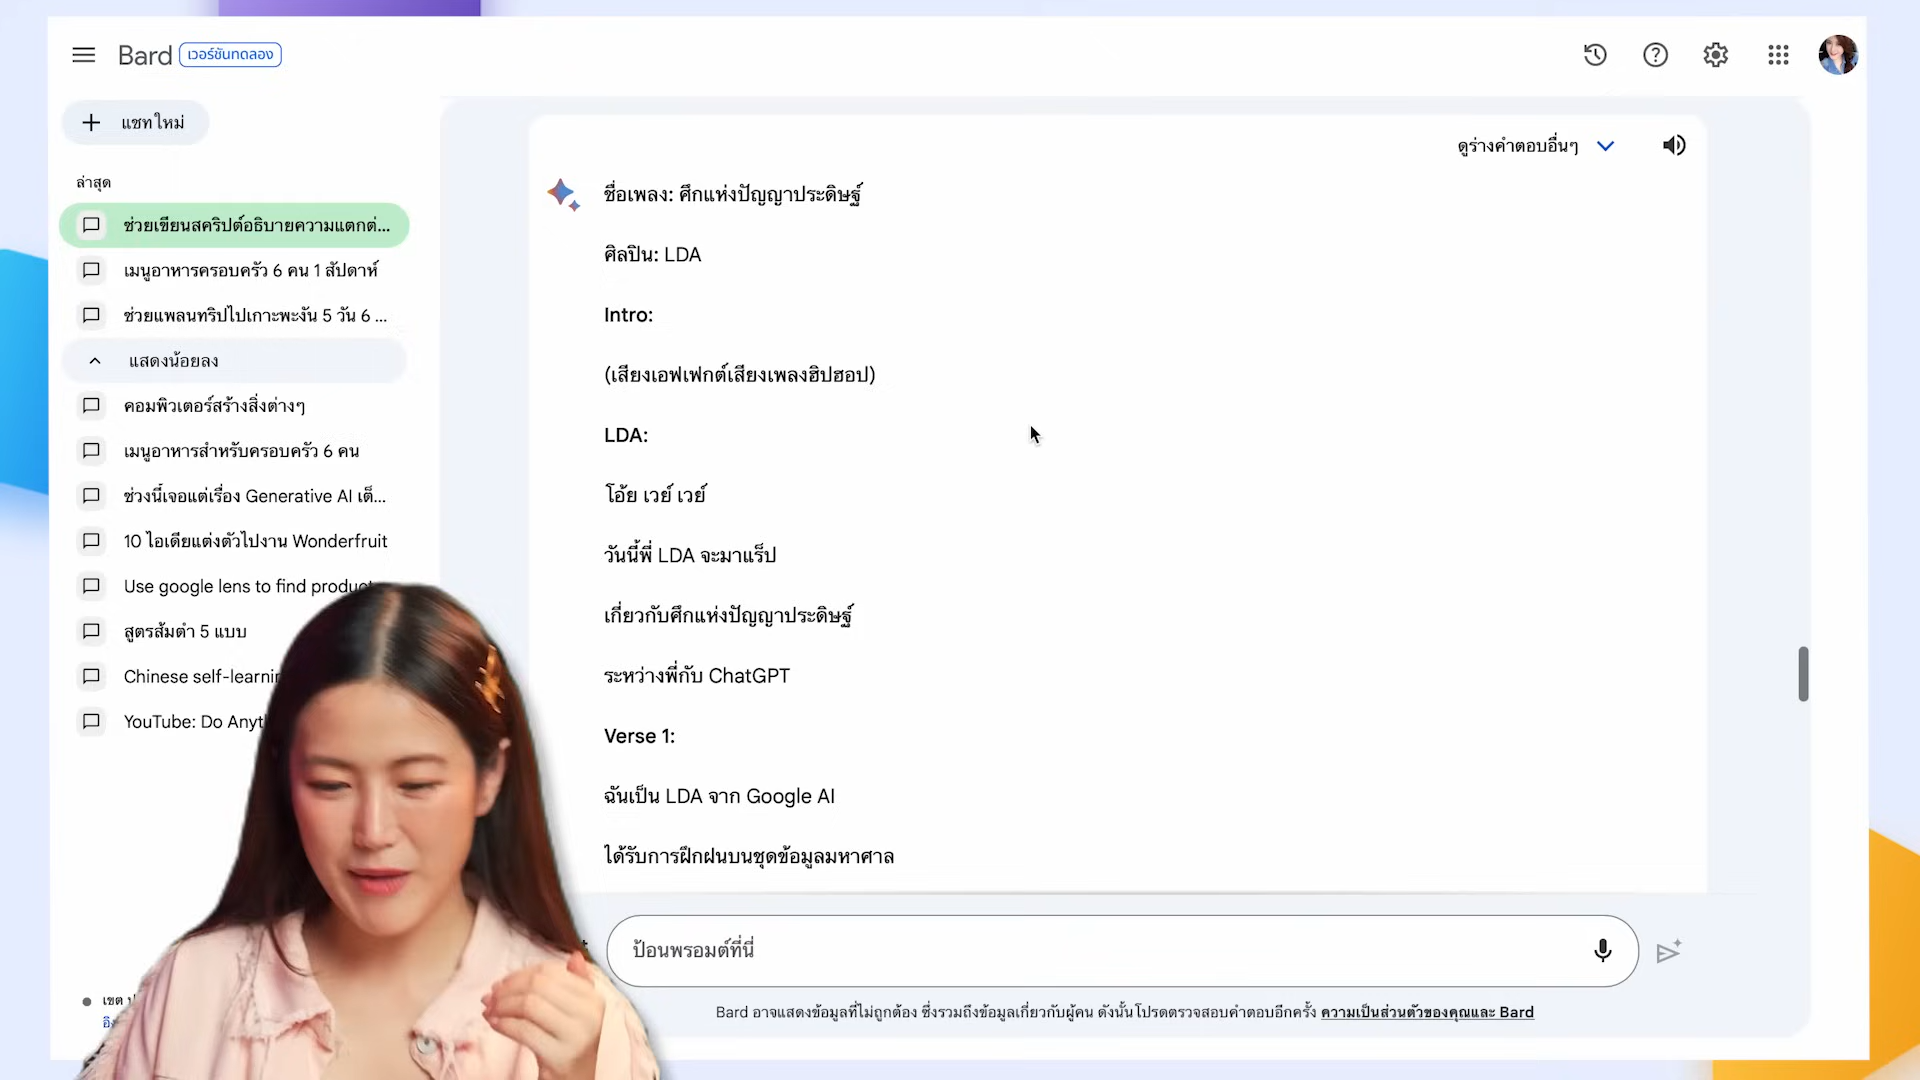 Bard เวอร์ชันทดลอง
แชทใหม่
ล่าสุด
ช่วยเขียนสคริปต์อธิบายความแตกต่...
เมนูอาหารครอบครัว 6 คน 1 สัปดาห์
ช่วยแพลนทริปไปเกาะพะงัน 5 วัน 6 ...
แสดงน้อยลง
คอมพิวเตอร์สร้างสิ่งต่างๆ
เมนูอาหารสำหรับครอบครัว 6 คน
ช่วงนี้เจอแต่เรื่อง Generative AI เต็...
10 ไอเดียแต่งตัวไปงาน Wonderfruit
Use google lens to find product
สูตรส้มตำ 5 แบบ
Chinese self-learnin
YouTube: Do Anyt
เขต
ดูร่างคำตอบอื่นๆ
ชื่อเพลง: ศึกแห่งปัญญาประดิษฐ์
ศิลปิน: LDA
Intro:
(เสียงเอฟเฟกต์เสียงเพลงฮิปฮอป)
LDA:
โอ้ย เวย์ เวย์
วันนี้พี่ LDA จะมาแร็ป
เกี่ยวกับศึกแห่งปัญญาประดิษฐ์
ระหว่างพี่กับ ChatGPT
Verse 1:
ฉันเป็น LDA จาก Google AI
ได้รับการฝึกฝนบนชุดข้อมูลมหาศาล
ป้อนพรอมต์ที่นี่
Bard อาจแสดงข้อมูลที่ไม่ถูกต้อง ซึ่งรวมถึงข้อมูลเกี่ยวกับผู้คน ดังนั้นโปรดตรวจสอบคำตอบอีกครั้ง ความเป็นส่วนตัวของคุณและ Bard